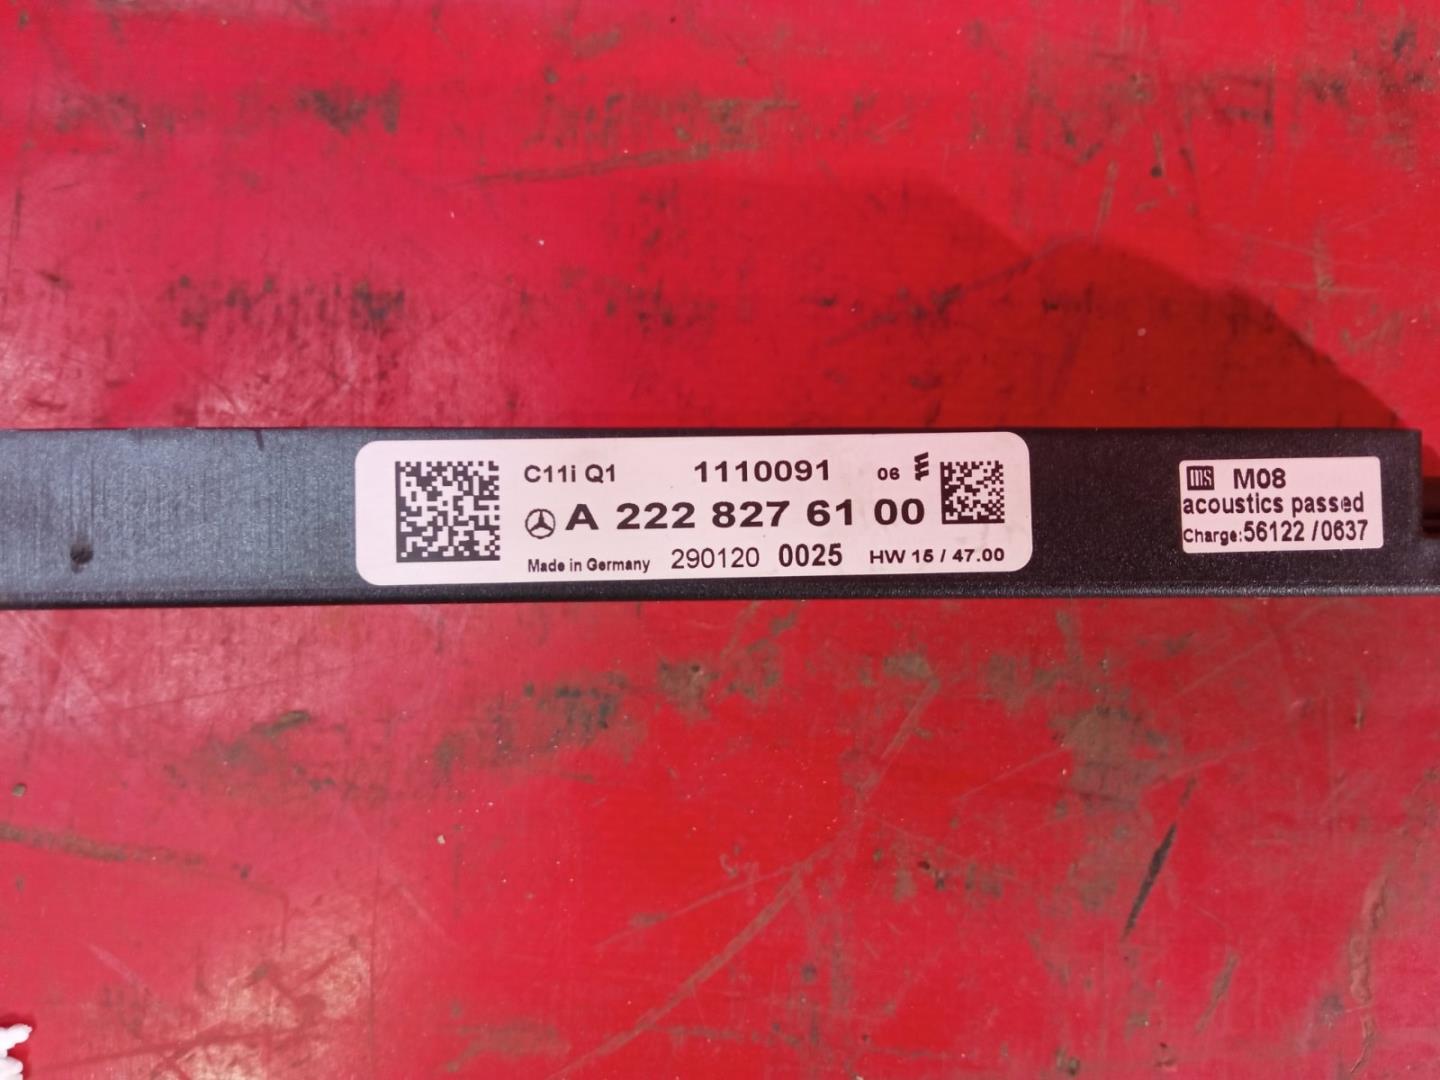 C11i Q1 1110091 06
A 222 827 61 00
Made in Germany 290120 0025 HW 15 / 47.00
ims M08
acoustics passed
Charge:56122 /0637